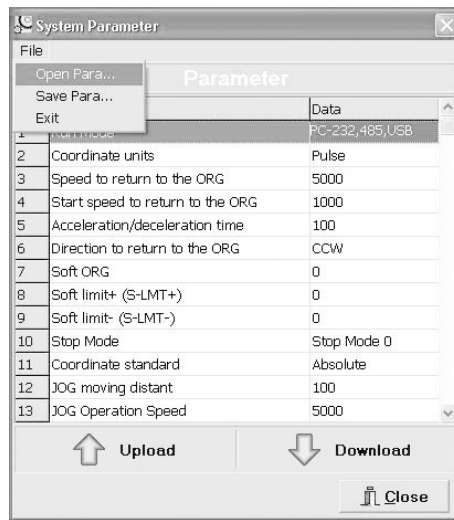 System Parameter
File
Open Para...
Save Para...
Exit
Parameter
Data
1 Run Mode PC-232,485,USB
2 Coordinate units Pulse
3 Speed to return to the ORG 5000
4 Start speed to return to the ORG 1000
5 Acceleration/deceleration time 100
6 Direction to return to the ORG CCW
7 Soft ORG 0
8 Soft limit+ (S-LMT+) 0
9 Soft limit- (S-LMT-) 0
10 Stop Mode Stop Mode 0
11 Coordinate standard Absolute
12 JOG moving distant 100
13 JOG Operation Speed 5000
Upload Download
Close